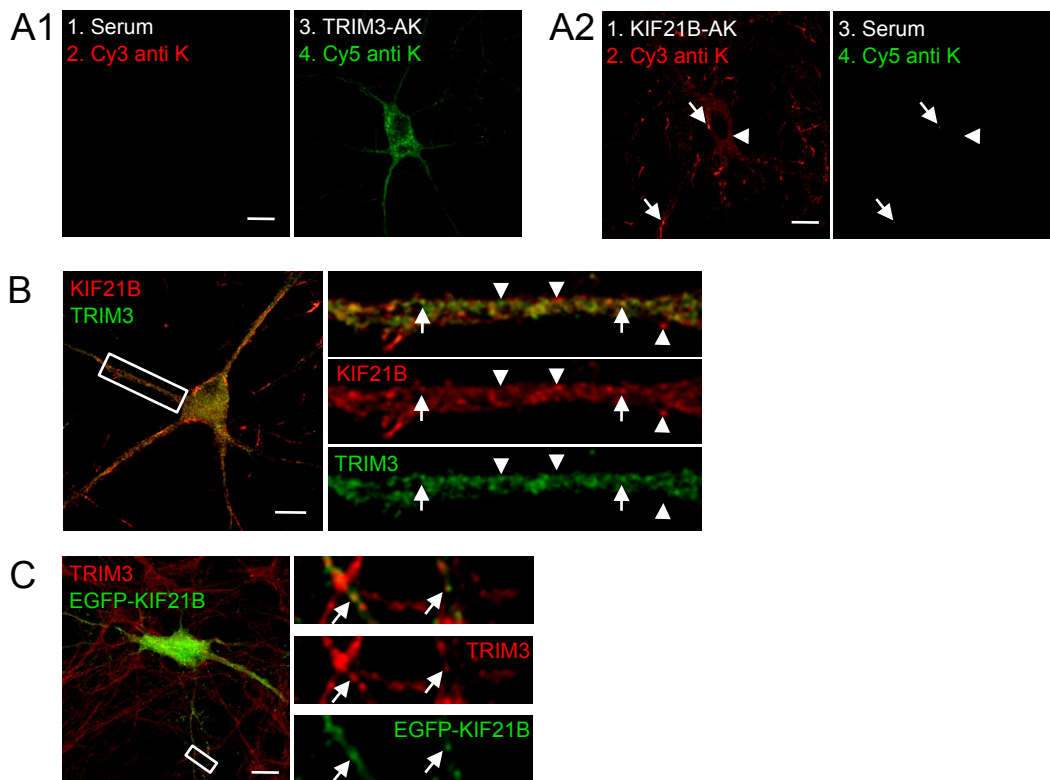 A1
1. Serum
2. Cy3 anti K
3. TRIM3-AK
4. Cy5 anti K
A2
1. KIF21B-AK
2. Cy3 anti K
3. Serum
4. Cy5 anti K
B
KIF21B
TRIM3
KIF21B
TRIM3
C
TRIM3
EGFP-KIF21B
TRIM3
EGFP-KIF21B